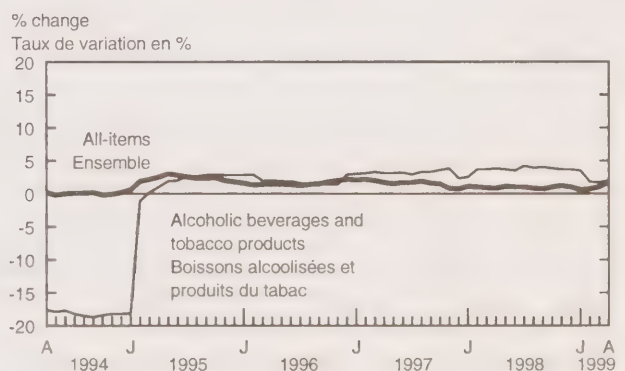 % change
Taux de variation en %
20
15
10
5
0
-5
-10
-15
-20
All-items
Ensemble
Alcoholic beverages and
tobacco products
Boissons alcoolisées et
produits du tabac
A J J J J J J A
1994 1995 1996 1997 1998 1999